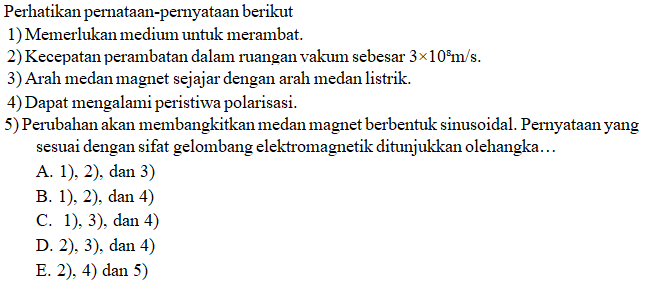 Perhatikan pernataan-pernyataan berikut
1) Memerlukan medium untuk merambat.
2) Kecepatan perambatan dalam ruangan vakum sebesar 3×10⁸m/s.
3) Arah medan magnet sejajar dengan arah medan listrik.
4) Dapat mengalami peristiwa polarisasi.
5) Perubahan akan membangkitkan medan magnet berbentuk sinusoidal. Pernyataan yang
sesuai dengan sifat gelombang elektromagnetik ditunjukkan olehangka…
A. 1), 2), dan 3)
B. 1), 2), dan 4)
C. 1), 3), dan 4)
D. 2), 3), dan 4)
E. 2), 4) dan 5)